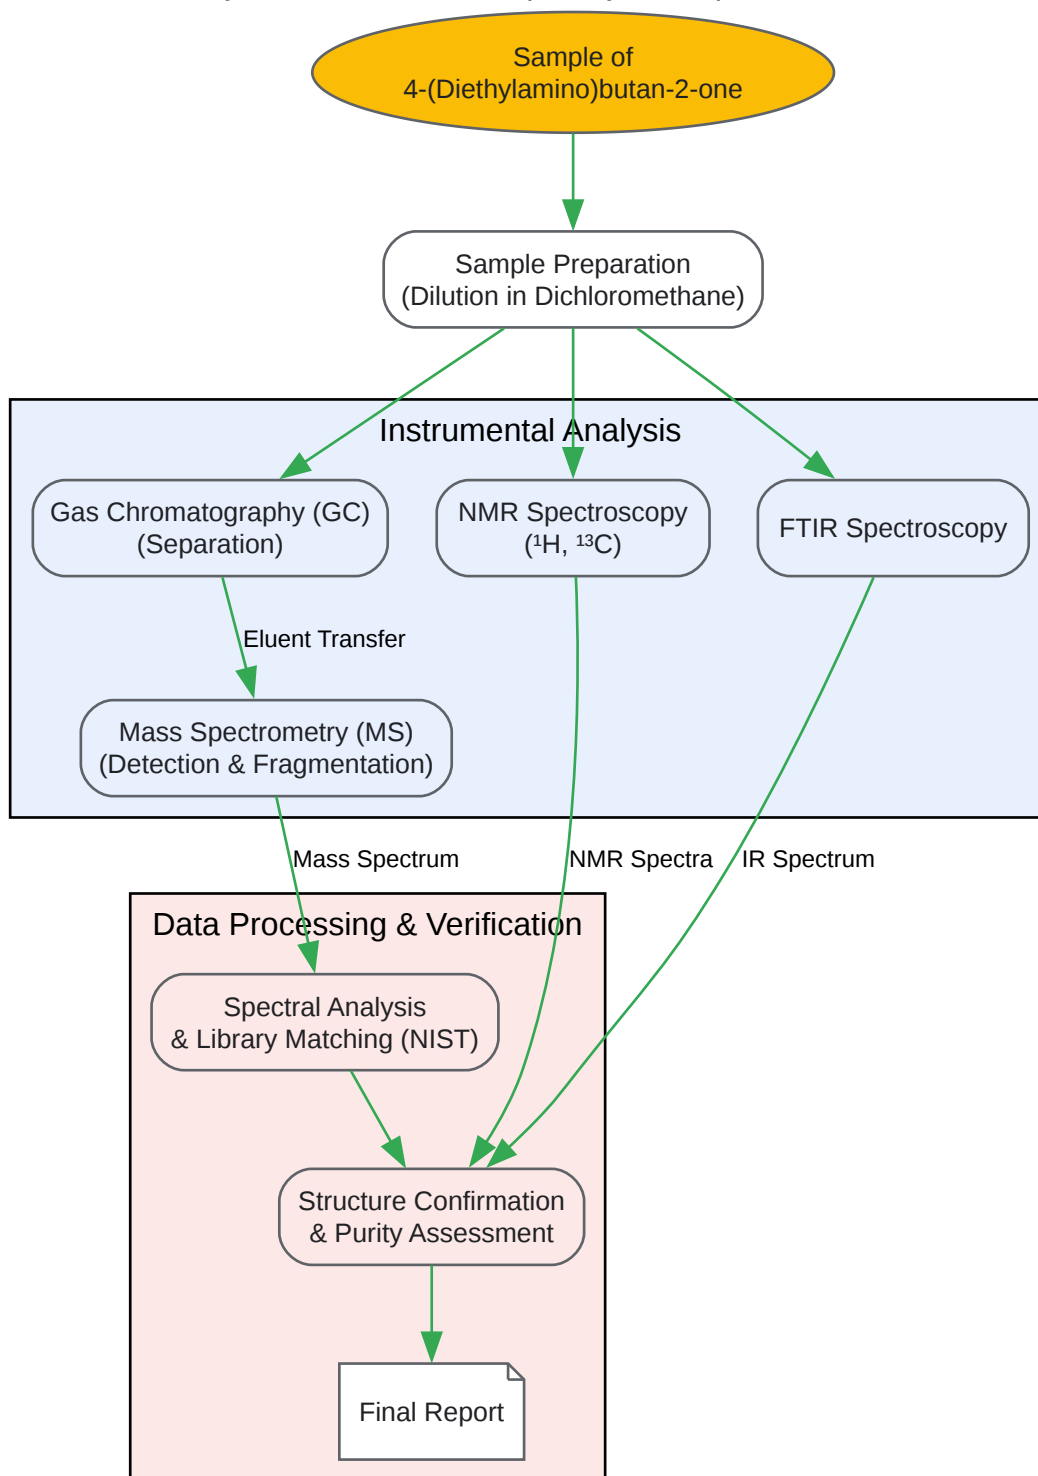 Sample of
4-(Diethylamino)butan-2-one
Sample Preparation
(Dilution in Dichloromethane)
Instrumental Analysis
Gas Chromatography (GC)
(Separation)
NMR Spectroscopy
(¹H, ¹³C)
FTIR Spectroscopy
Eluent Transfer
Mass Spectrometry (MS)
(Detection & Fragmentation)
Mass Spectrum
NMR Spectra
IR Spectrum
Data Processing & Verification
Spectral Analysis
& Library Matching (NIST)
Structure Confirmation
& Purity Assessment
Final Report